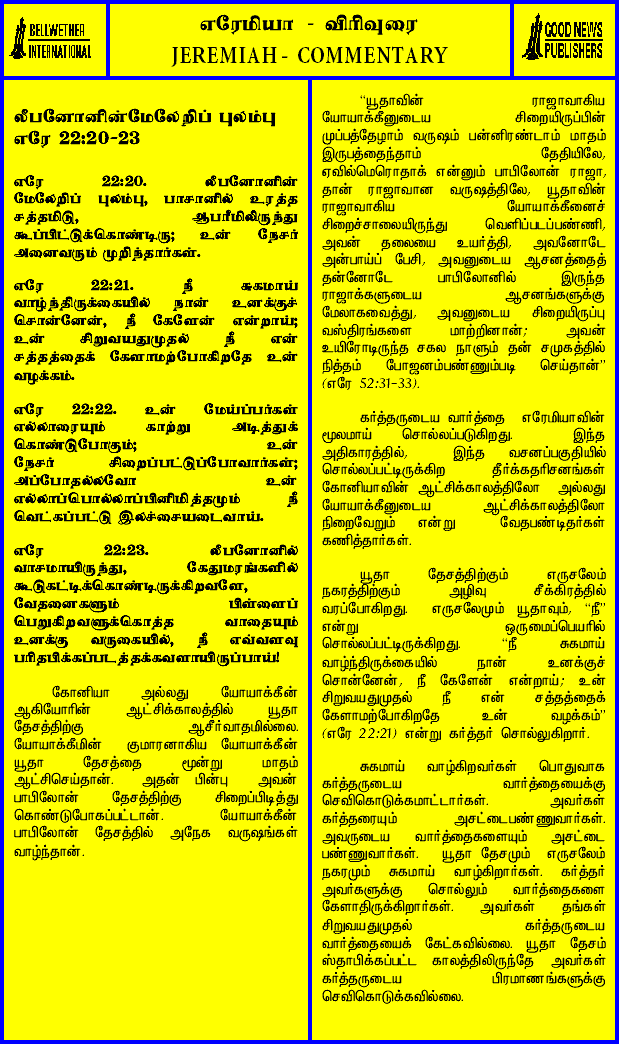 BELLWETHER
INTERNATIONAL
எரேமியா - விரிவுரை
JEREMIAH - COMMENTARY
GOOD NEWS
PUBLISHERS
லீபனோனின்மேலேறிப் புலம்பு
எரே 22:20-23
எரே 22:20. லீபனோனின்
மேலேறிப் புலம்பு, பாசானில் உரத்த
சத்தமிடு, ஆபரீமிலிருந்து
கூப்பிட்டுக்கொண்டிரு; உன் நேசர்
அனைவரும் முறிந்தார்கள்.
எரே 22:21. நீ சுகமாய்
வாழ்ந்திருக்கையில் நான் உனக்குச்
சொன்னேன், நீ கேளேன் என்றாய்;
உன் சிறுவயதுமுதல் நீ என்
சத்தத்தைக் கேளாமற்போகிறதே உன்
வழக்கம்.
எரே 22:22. உன் மேய்ப்பர்கள்
எல்லாரையும் காற்று அடித்துக்
கொண்டுபோகும்; உன்
நேசர் சிறைப்பட்டுப்போவார்கள்;
அப்போதல்லவோ உன்
எல்லாப்பொல்லாப்பினிமித்தமும் நீ
வெட்கப்பட்டு இலச்சையடைவாய்.
எரே 22:23. லீபனோனில்
வாசமாயிருந்து, கேதுமரங்களில்
கூடுகட்டிக்கொண்டிருக்கிறவளே,
வேதனைகளும் பிள்ளைப்
பெறுகிறவளுக்கொத்த வாதையும்
உனக்கு வருகையில், நீ எவ்வளவு
பரிதபிக்கப்படத்தக்கவளாயிருப்பாய்!
கோனியா அல்லது யோயாக்கீன்
ஆகியோரின் ஆட்சிக்காலத்தில் யூதா
தேசத்திற்கு ஆசீர்வாதமில்லை.
யோயாக்கீமின் குமாரனாகிய யோயாக்கீன்
யூதா தேசத்தை மூன்று மாதம்
ஆட்சிசெய்தான். அதன் பின்பு அவன்
பாபிலோன் தேசத்திற்கு சிறைப்பிடித்து
கொண்டுபோகப்பட்டான். யோயாக்கீன்
பாபிலோன் தேசத்தில் அநேக வருஷங்கள்
வாழ்ந்தான்.
“யூதாவின் ராஜாவாகிய
யோயாக்கீனுடைய சிறையிருப்பின்
முப்பத்தேழாம் வருஷம் பன்னிரண்டாம் மாதம்
இருபத்தைந்தாம் தேதியிலே,
ஏவில்மெரொதாக் என்னும் பாபிலோன் ராஜா,
தான் ராஜாவான வருஷத்திலே, யூதாவின்
ராஜாவாகிய யோயாக்கீனைச்
சிறைச்சாலையிருந்து வெளிப்படப்பண்ணி,
அவன் தலையை உயர்த்தி, அவனோடே
அன்பாய்ப் பேசி, அவனுடைய ஆசனத்தைத்
தன்னோடே பாபிலோனில் இருந்த
ராஜாக்களுடைய ஆசனங்களுக்கு
மேலாகவைத்து, அவனுடைய சிறையிருப்பு
வஸ்திரங்களை மாற்றினான்; அவன்
உயிரோடிருந்த சகல நாளும் தன் சமுகத்தில்
நித்தம் போஜனம்பண்ணும்படி செய்தான்”
(எரே 52:31-33).
கர்த்தருடைய வார்த்தை எரேமியாவின்
மூலமாய் சொல்லப்படுகிறது. இந்த
அதிகாரத்தில், இந்த வசனப்பகுதியில்
சொல்லப்பட்டிருக்கிற தீர்க்கதரிசனங்கள்
கோனியாவின் ஆட்சிக்காலத்திலோ அல்லது
யோயாக்கீனுடைய ஆட்சிக்காலத்திலோ
நிறைவேறும் என்று வேதபண்டிதர்கள்
கணித்தார்கள்.
யூதா தேசத்திற்கும் எருசலேம்
நகரத்திற்கும் அழிவு சீக்கிரத்தில்
வரப்போகிறது. எருசலேமும் யூதாவும், “நீ”
என்று ஒருமைப்பெயரில்
சொல்லப்பட்டிருக்கிறது. “நீ சுகமாய்
வாழ்ந்திருக்கையில் நான் உனக்குச்
சொன்னேன், நீ கேளேன் என்றாய்; உன்
சிறுவயதுமுதல் நீ என் சத்தத்தைக்
கேளாமற்போகிறதே உன் வழக்கம்”
(எரே 22:21) என்று கர்த்தர் சொல்லுகிறார்.
சுகமாய் வாழ்கிறவர்கள் பொதுவாக
கர்த்தருடைய வார்த்தையைக்கு
செவிகொடுக்கமாட்டார்கள். அவர்கள்
கர்த்தரையும் அசட்டைபண்ணுவார்கள்.
அவருடைய வார்த்தைகளையும் அசட்டை
பண்ணுவார்கள். யூதா தேசமும் எருசலேம்
நகரமும் சுகமாய் வாழ்கிறார்கள். கர்த்தர்
அவர்களுக்கு சொல்லும் வார்த்தைகளை
கேளாதிருக்கிறார்கள். அவர்கள் தங்கள்
சிறுவயதுமுதல் கர்த்தருடைய
வார்த்தையைக் கேட்கவில்லை. யூதா தேசம்
ஸ்தாபிக்கப்பட்ட காலத்திலிருந்தே அவர்கள்
கர்த்தருடைய பிரமாணங்களுக்கு
செவிகொடுக்கவில்லை.